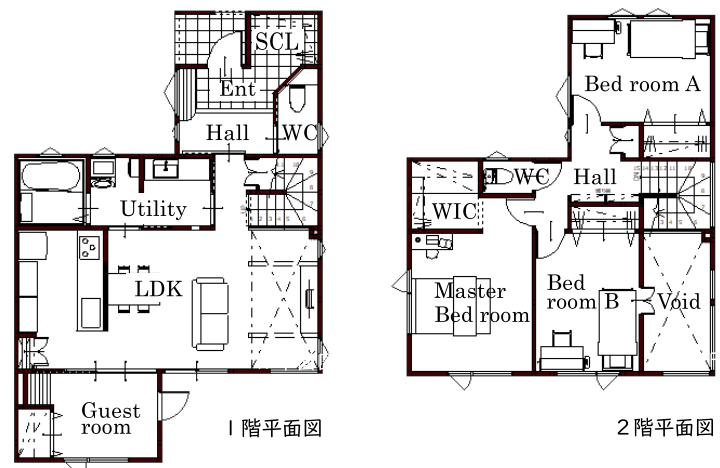 SCL
Ent
Hall
WC
Utility
LDK
Guest
room
1階平面図
Bed room A
WC
Hall
WIC
Master
Bed room
Bed
room B
Void
2階平面図